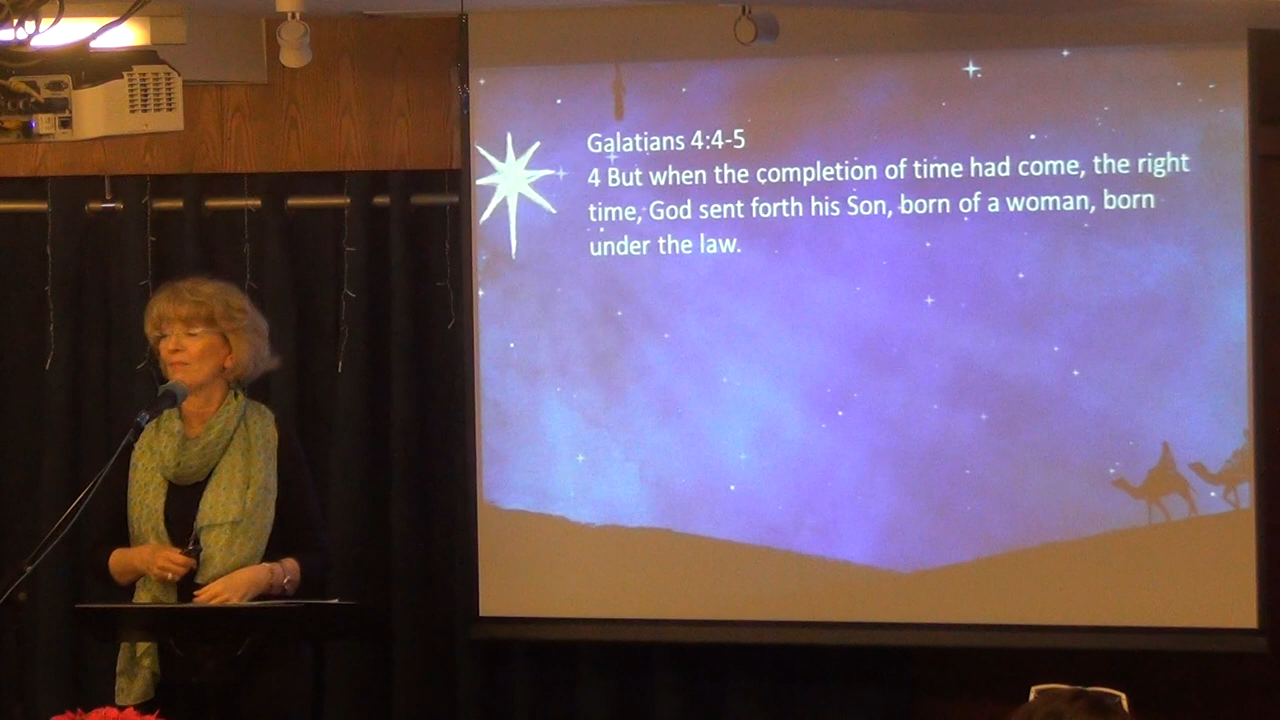 Galatians 4:4-5
4 But when the completion of time had come, the right
time, God sent forth his Son, born of a woman, born
under the law.